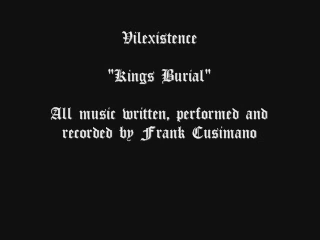 Vilexistence
"Kings Burial"
All music written, performed and
recorded by Frank Cusimano